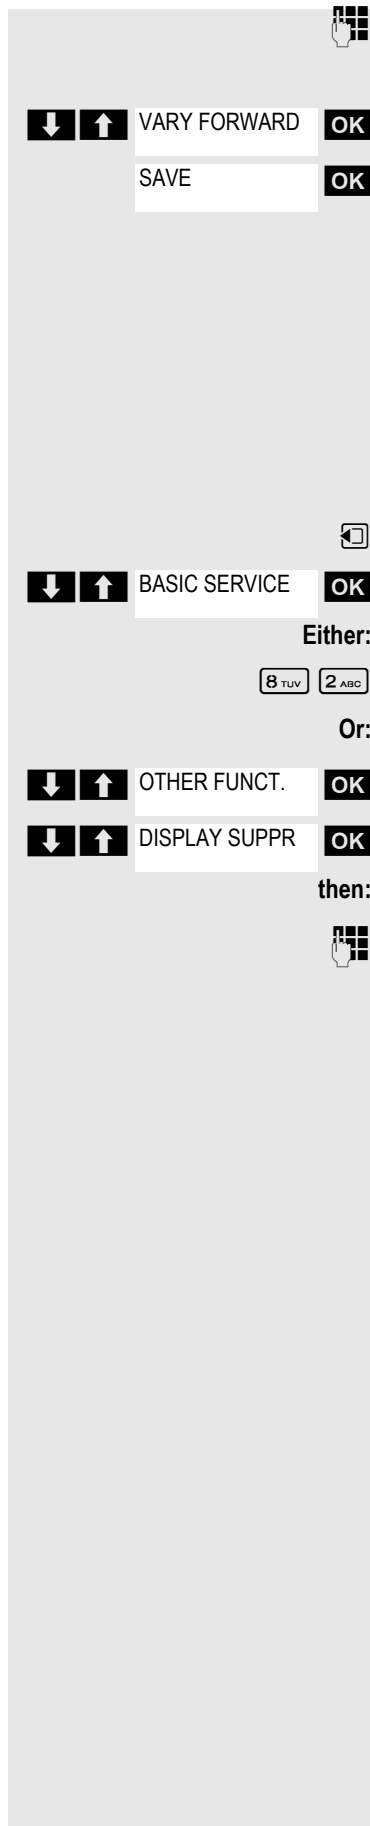 VARY FORWARD OK
SAVE OK
BASIC SERVICE OK
Either:
8 TUV 2 ABC
Or:
OTHER FUNCT. OK
DISPLAY SUPPR OK
then: